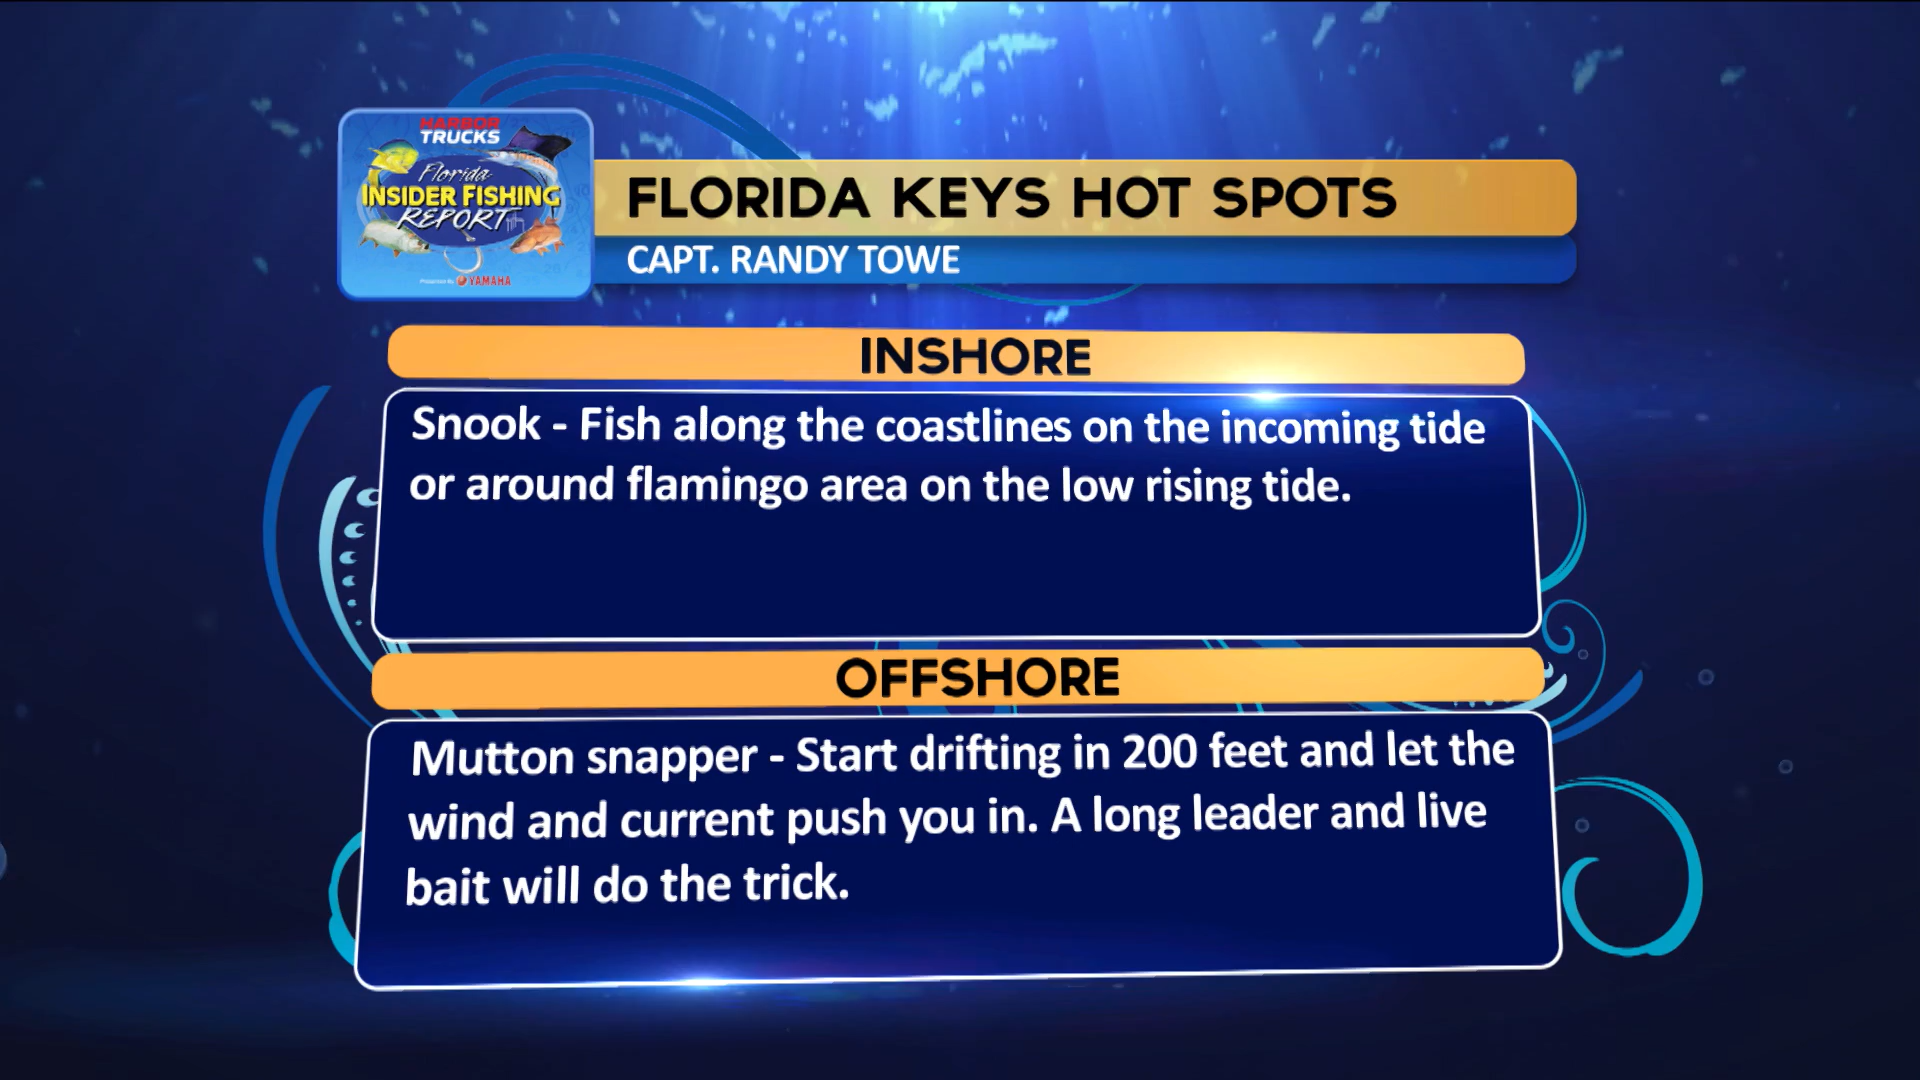 HARBOR
TRUCKS
Florida
INSIDER FISHING
REPORT
Presented By YAMAHA
FLORIDA KEYS HOT SPOTS
CAPT. RANDY TOWE
INSHORE
Snook - Fish along the coastlines on the incoming tide
or around flamingo area on the low rising tide.
OFFSHORE
Mutton snapper - Start drifting in 200 feet and let the
wind and current push you in. A long leader and live
bait will do the trick.